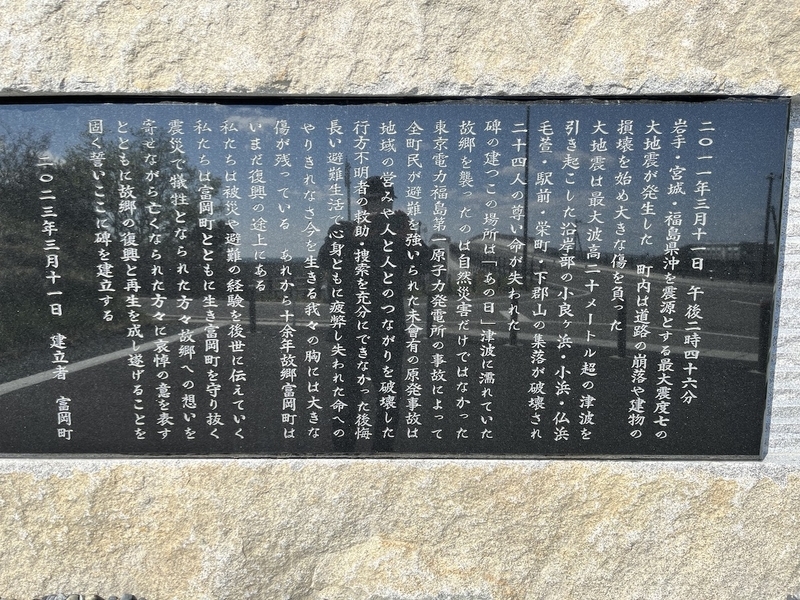 二〇一一年三月十一日　午後二時四十六分
岩手・宮城・福島県沖を震源とする最大震度七の
大地震が発生した　町内は道路の崩落や建物の
損壊を始め大きな傷を負った
大地震は最大波高二十メートル超の津波を
引き起こした沿岸部の小良ヶ浜・小浜・仏浜
毛萱・駅前・栄町・下郡山の集落が破壊され
二十四人の尊い命が失われた
碑の建つこの場所は「あの日」津波に濡れていた
故郷を襲ったのは自然災害だけではなかった
東京電力福島第一原子力発電所の事故によって
全町民が避難を強いられた未會有の原発事故は
地域の営みや人と人とのつながりを破壊した
行方不明者の救助・捜索を充分にできなかった後悔
長い避難生活で心身ともに疲弊し失われた命への
やりきれなさ今を生きる我々の胸には大きな
傷が残っている　あれから十余年故郷富岡町は
いまだ復興の途上にある
私たちは被災や避難の経験を後世に伝えていく
私たちは富岡町とともに生き富岡町を守り抜く
震災で犠牲となられた方々故郷への想いを
寄せながら亡くなられた方々に哀悼の意を表す
とともに故郷の復興と再生を成し遂げることを
固く誓いここに碑を建立する
二〇二三年三月十一日　建立者　富岡町